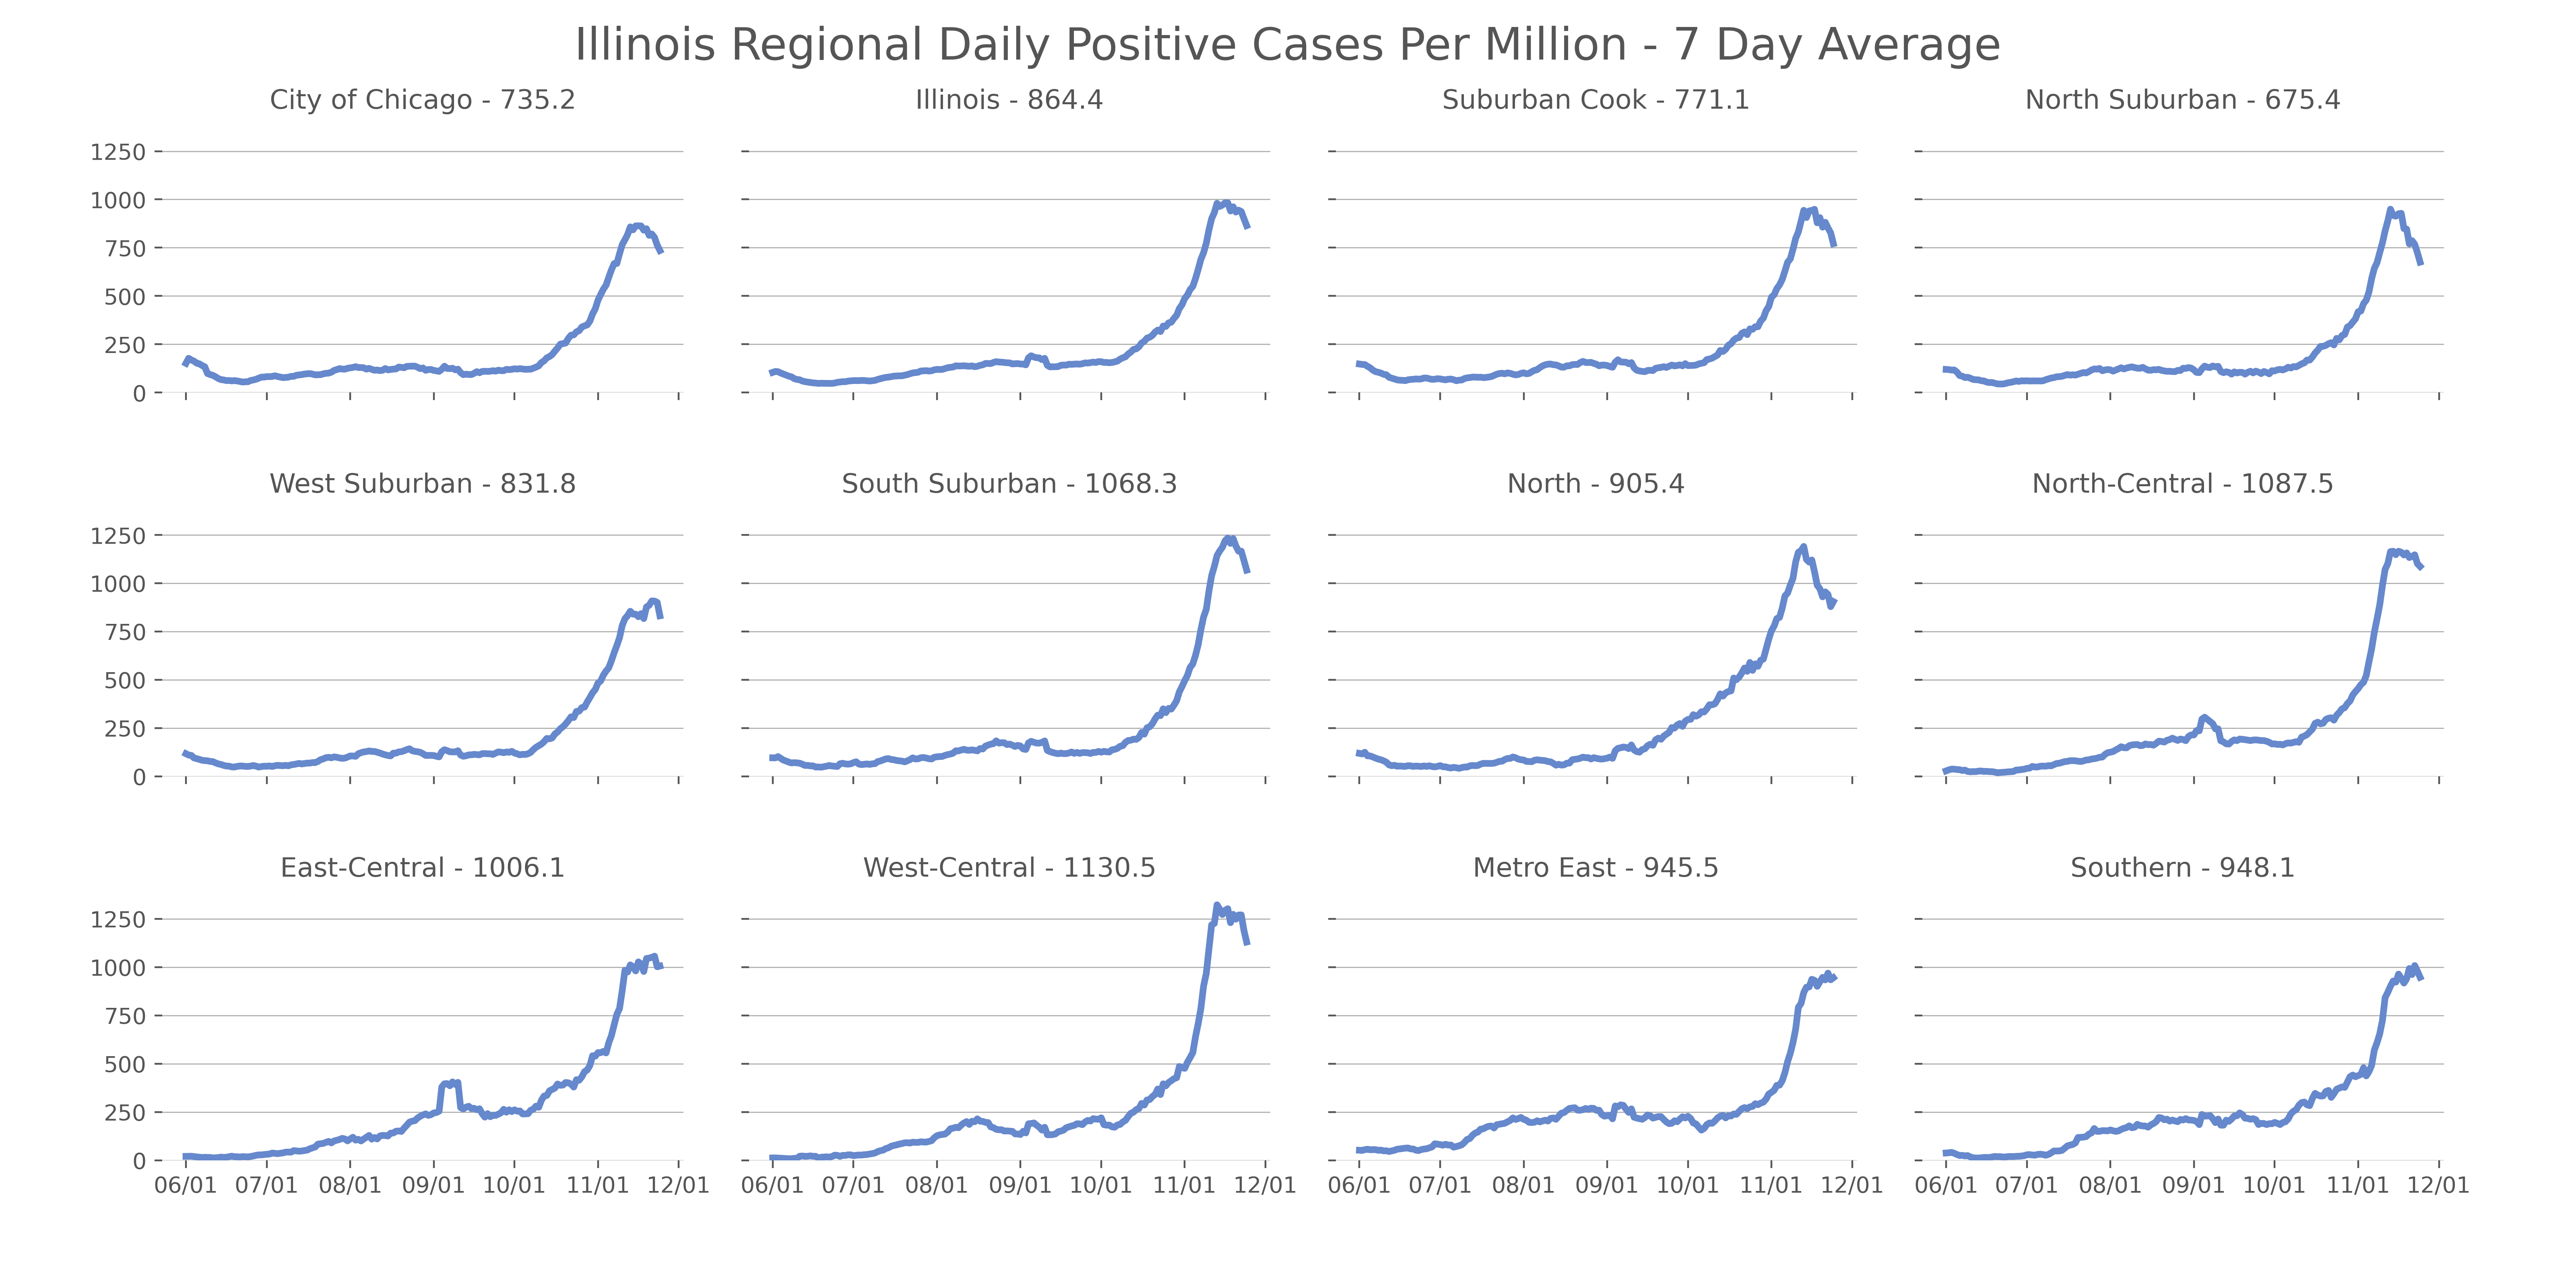 Illinois Regional Daily Positive Cases Per Million - 7 Day Average
City of Chicago - 735.2
Illinois - 864.4
Suburban Cook - 771.1
North Suburban - 675.4
1250
1000
750
500
250
0
West Suburban - 831.8
South Suburban - 1068.3
North - 905.4
North-Central - 1087.5
1250
1000
750
500
250
0
East-Central - 1006.1
West-Central - 1130.5
Metro East - 945.5
Southern - 948.1
1250
1000
750
500
250
0
06/01 07/01 08/01 09/01 10/01 11/01 12/01
06/01 07/01 08/01 09/01 10/01 11/01 12/01
06/01 07/01 08/01 09/01 10/01 11/01 12/01
06/01 07/01 08/01 09/01 10/01 11/01 12/01